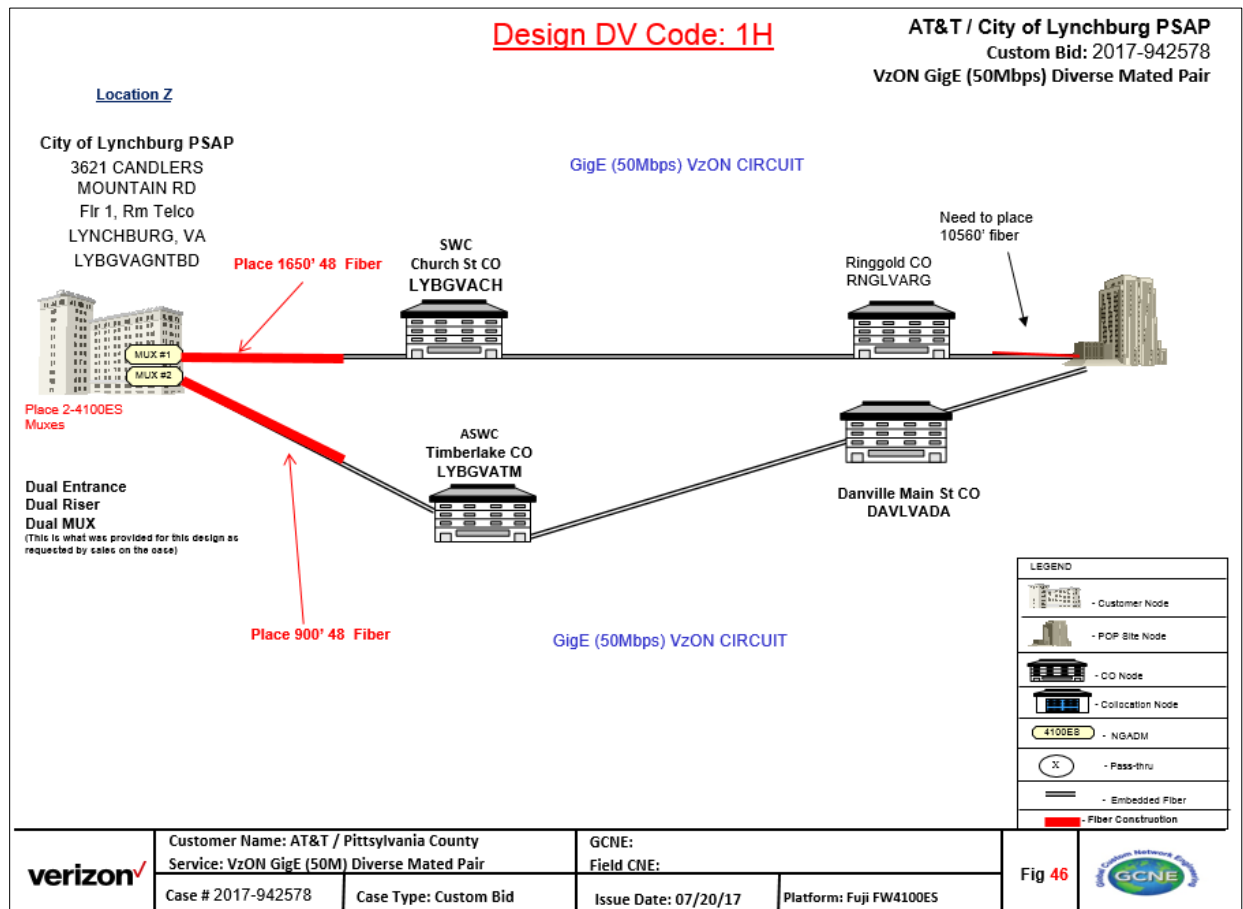 Design DV Code: 1H
AT&T / City of Lynchburg PSAP
Custom Bid: 2017-942578
VzON GigE (50Mbps) Diverse Mated Pair
Location Z
City of Lynchburg PSAP
3621 CANDLERS
MOUNTAIN RD
Flr 1, Rm Telco
LYNCHBURG, VA
LYBGVAGNTBD
GigE (50Mbps) VzON CIRCUIT
Need to place
10560' fiber
Place 1650' 48 Fiber
SWC
Church St CO
LYBGVACH
Ringgold CO
RNGLVARG
MUX #1
MUX #2
Place 2-4100ES
Muxes
ASWC
Timberlake CO
LYBGVATM
Danville Main St CO
DAVLVADA
Dual Entrance
Dual Riser
Dual MUX
(This is what was provided for this design as
requested by sales on the case)
Place 900' 48 Fiber
GigE (50Mbps) VzON CIRCUIT
LEGEND
- Customer Node
- POP Site Node
- CO Node
- Collocation Node
4100ES - NGADM
X - Pass-thru
- Embedded Fiber
- Fiber Construction
verizon
Customer Name: AT&T / Pittsylvania County
Service: VzON GigE (50M) Diverse Mated Pair
Case # 2017-942578
Case Type: Custom Bid
GCNE:
Field CNE:
Issue Date: 07/20/17
Platform: Fuji FW4100ES
Fig 46
Global Custom Network Engineering
GCNE